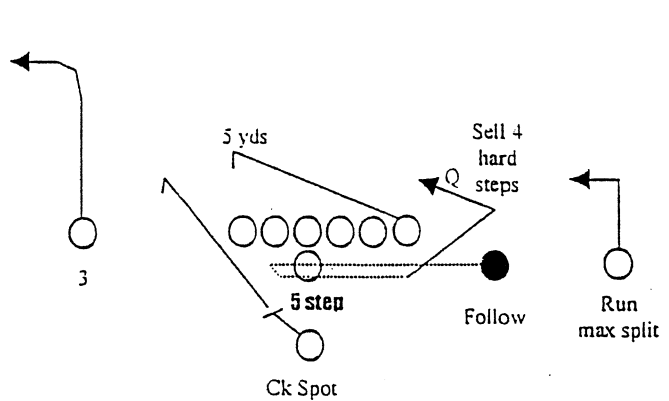 5 yds
Sell 4
hard
steps
Q
3
5 step
Follow
Run
max split
Ck Spot